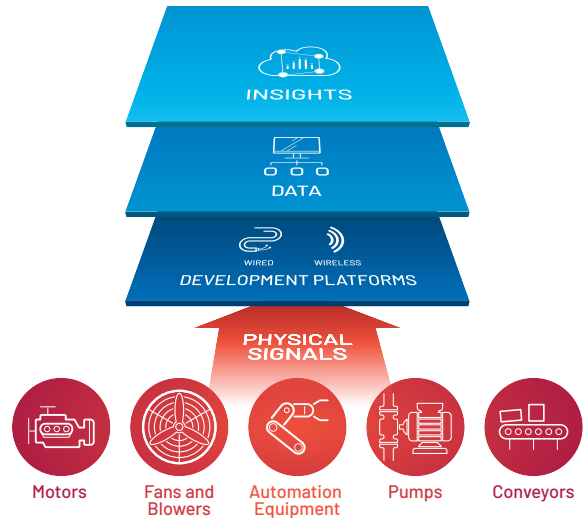 INSIGHTS
DATA
WIRED WIRELESS
DEVELOPMENT PLATFORMS
PHYSICAL
SIGNALS
Motors
Fans and
Blowers
Automation
Equipment
Pumps
Conveyors